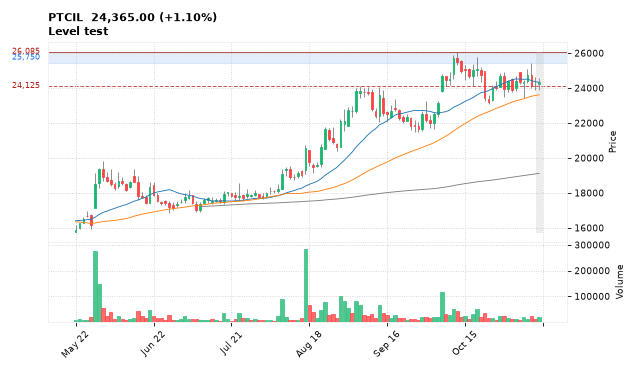 PTCIL 24,365.00 (+1.10%)
Level test
26,085
25,750
24,125
26000
24000
22000
20000
18000
16000
Price
300000
200000
100000
Volume
May 22
Jun 22
Jul 21
Aug 18
Sep 16
Oct 15